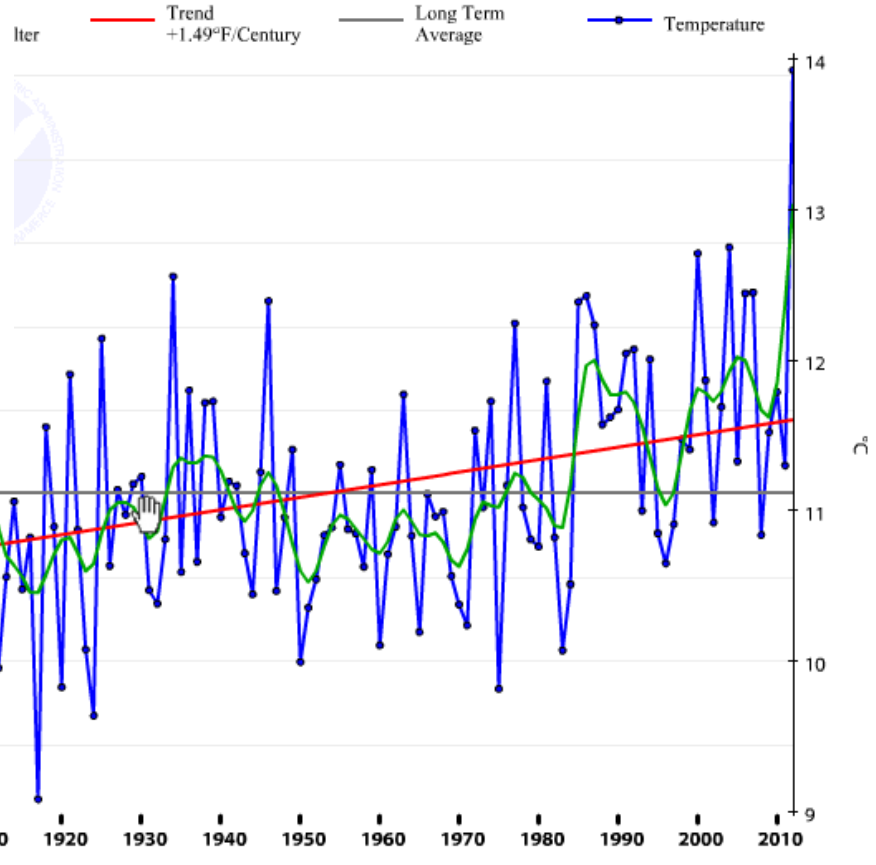 lter
Trend
+1.49°F/Century
Long Term
Average
Temperature
14
13
12
°C
11
10
9
0 1920 1930 1940 1950 1960 1970 1980 1990 2000 2010